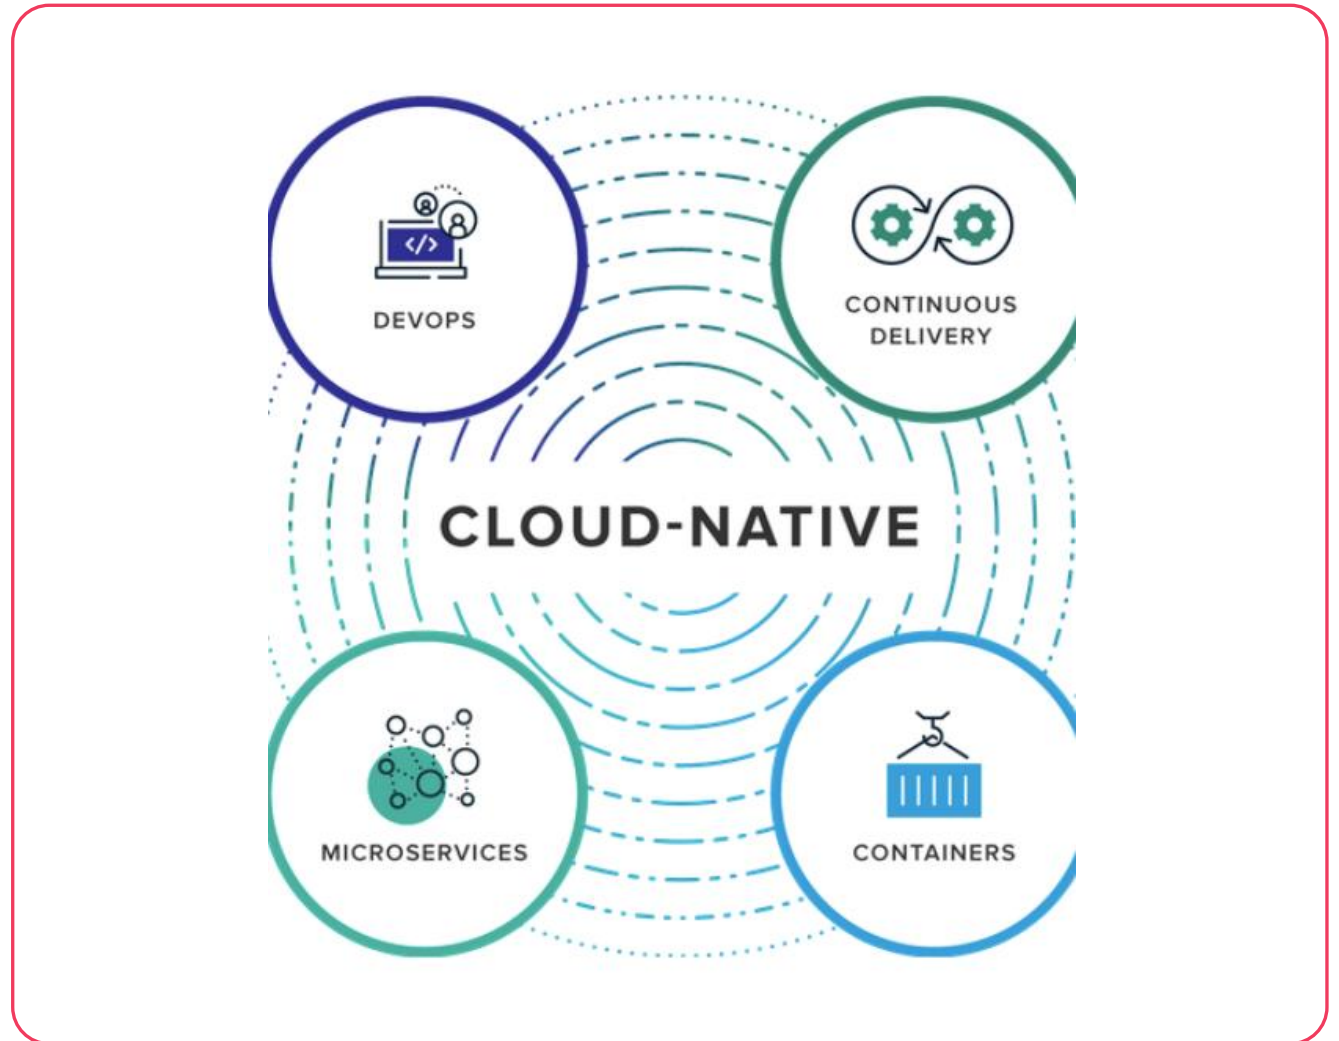 </>
DEVOPS
CONTINUOUS
DELIVERY
CLOUD-NATIVE
MICROSERVICES
CONTAINERS